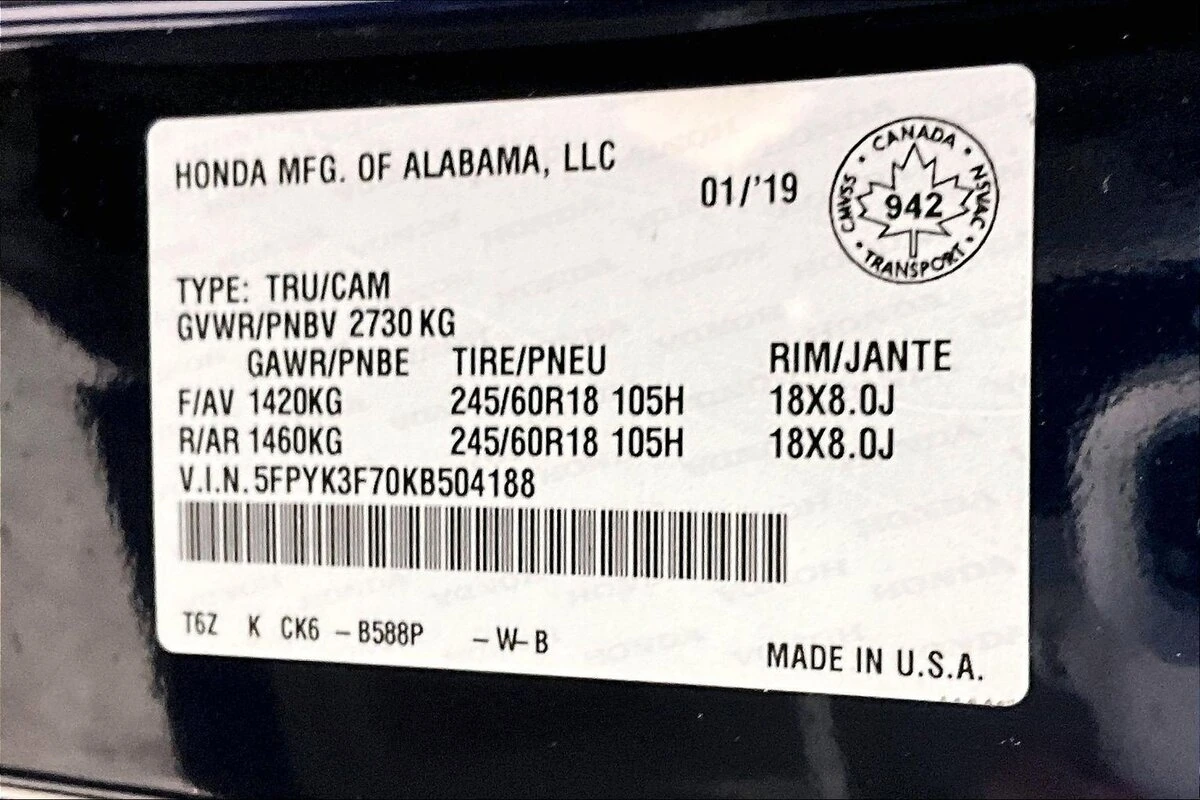 HONDA MFG. OF ALABAMA, LLC
01/'19
CANADA
NSVAC
TRANSPORT
CMVSS
942
TYPE: TRU/CAM
GVWR/PNBV 2730 KG
GAWR/PNBE TIRE/PNEU RIM/JANTE
F/AV 1420KG 245/60R18 105H 18X8.0J
R/AR 1460KG 245/60R18 105H 18X8.0J
V.I.N. 5FPYK3F70KB504188
T6Z K CK6 - B588P - W- B
MADE IN U.S.A.